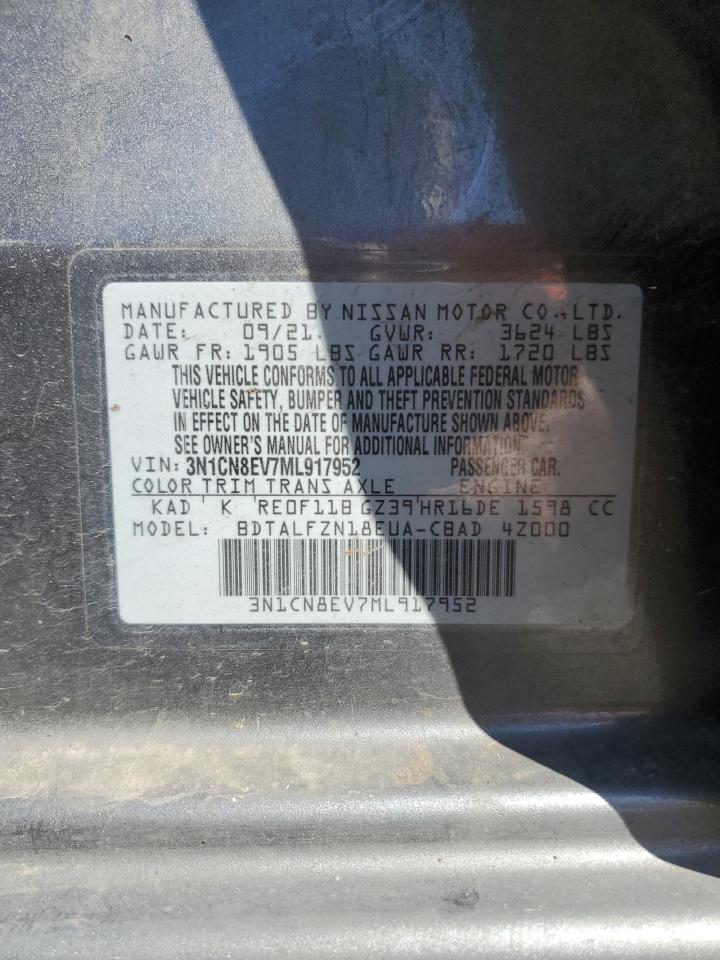 MANUFACTURED BY NISSAN MOTOR CO., LTD.
DATE: 09/21. GVWR: 3624 LBS
GAWR FR: 1905 LBS GAWR RR: 1720 LBS
THIS VEHICLE CONFORMS TO ALL APPLICABLE FEDERAL MOTOR
VEHICLE SAFETY, BUMPER AND THEFT PREVENTION STANDARDS
IN EFFECT ON THE DATE OF MANUFACTURE SHOWN ABOVE.
SEE OWNER'S MANUAL FOR ADDITIONAL INFORMATION.
VIN: 3N1CN8EV7ML917952 PASSENGER CAR.
COLOR TRIM TRANS AXLE ENGINE
KAD ' K ' RE0F11B GZ39 ' HR16DE 1598 CC
MODEL: BDTALFZN18EUA-CBAD 4Z000
3N1CN8EV7ML917952